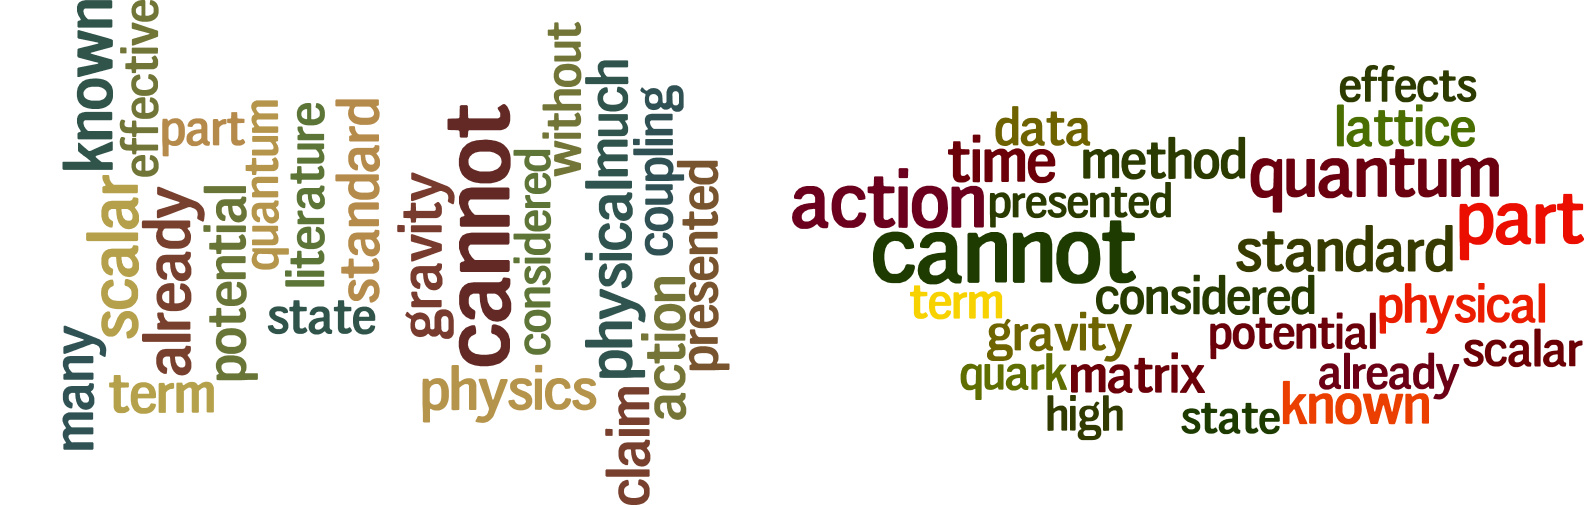 known
effective
part
quantum
literature
standard
scalar
already
potential
state
many
term
gravity
cannot
considered
without
physical
much
coupling
presented
action
physics
claim
effects
data
lattice
time
method
quantum
action
presented
part
cannot
standard
term
considered
physical
gravity
potential
scalar
quark
matrix
already
high
state
known